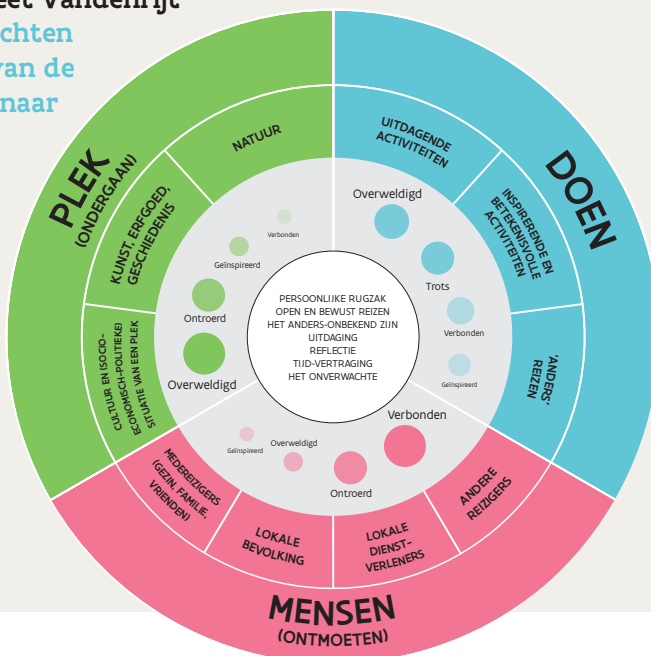 eet Vandenrijt
chten
van de
naar
PLEK
(ONDERGAAN)
NATUUR
KUNST, ERFGOED,
GESCHIEDENIS
CULTUUR EN (SOCIO-
ECONOMISCH-POLITIEKE)
SITUATIE VAN EEN PLEK
Verbonden
Geïnspireerd
Ontroerd
Overweldigd
DOEN
UITDAGENDE
ACTIVITEITEN
INSPIRERENDE EN
BETEKENISVOLLE
ACTIVITEITEN
'ANDERS'
REIZEN
Overweldigd
Trots
Verbonden
Geïnspireerd
PERSOONLIJKE RUGZAK
OPEN EN BEWUST REIZEN
HET ANDERS-ONBEKEND ZIJN
UITDAGING
REFLECTIE
TIJD-VERTRAGING
HET ONVERWACHTE
Verbonden
Geïnspireerd
Overweldigd
Ontroerd
MEDEREIZIGERS
(GEZIN, FAMILIE,
VRIENDEN)
LOKALE
BEVOLKING
LOKALE
DIENST-
VERLENERS
ANDERE
REIZIGERS
MENSEN
(ONTMOETEN)